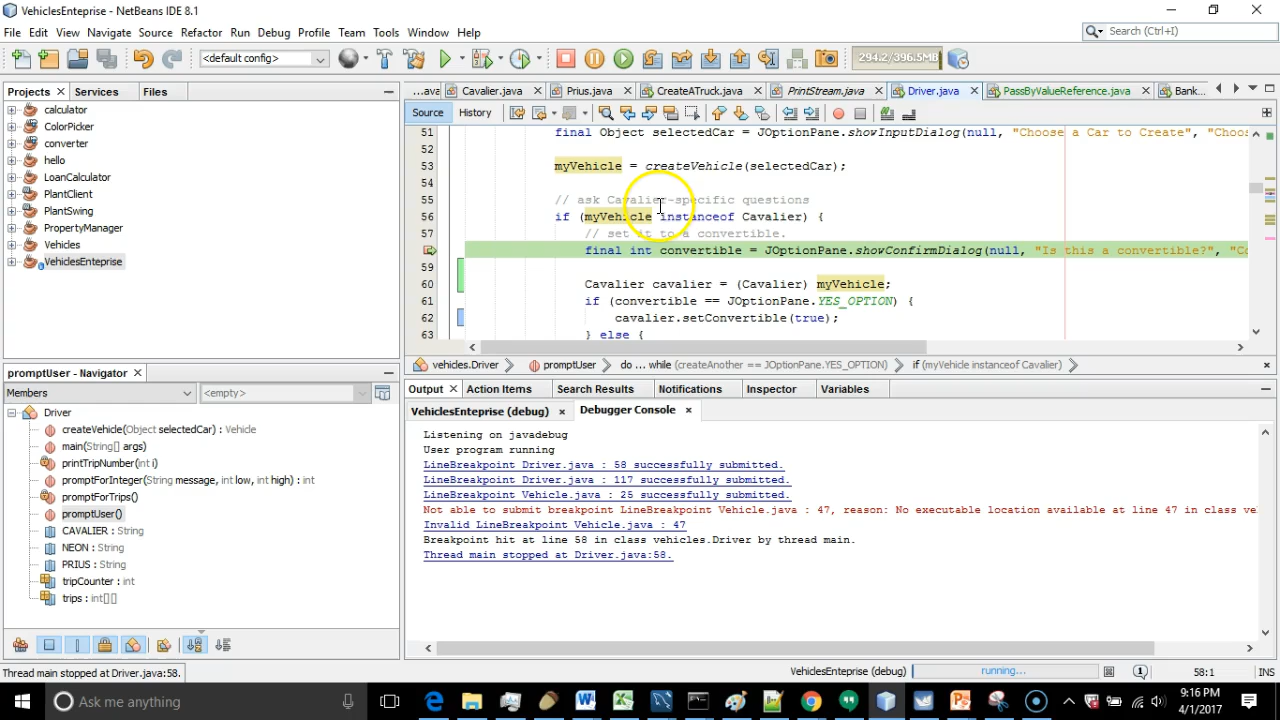 VehiclesEnteprise - NetBeans IDE 8.1
File Edit View Navigate Source Refactor Run Debug Profile Team Tools Window Help
Search (Ctrl+I)
<default config>
294.2/396.5MB
Projects Services Files
...ava Cavalier.java Prius.java CreateATruck.java PrintStream.java Driver.java PassByValueReference.java Bank...
Source History
calculator
ColorPicker
converter
hello
LoanCalculator
PlantClient
PlantSwing
PropertyManager
Vehicles
VehiclesEnteprise
51 final Object selectedCar = JOptionPane.showInputDialog(null, "Choose a Car to Create", "Choos
52
53 myVehicle = createVehicle(selectedCar);
54
55 // ask Cavalier-specific questions
56 if (myVehicle instanceof Cavalier) {
57 // set it to a convertible.
final int convertible = JOptionPane.showConfirmDialog(null, "Is this a convertible?", "Co
59
60 Cavalier cavalier = (Cavalier) myVehicle;
61 if (convertible == JOptionPane.YES_OPTION) {
62 cavalier.setConvertible(true);
63 } else {
vehicles.Driver promptUser do ... while (createAnother == JOptionPane.YES_OPTION) if (myVehicle instanceof Cavalier)
promptUser - Navigator
Members <empty>
Driver
createVehicle(Object selectedCar) : Vehicle
main(String[] args)
printTripNumber(int i)
promptForInteger(String message, int low, int high) : int
promptForTrips()
promptUser()
CAVALIER : String
NEON : String
PRIUS : String
tripCounter : int
trips : int[][]
Output Action Items Search Results Notifications Inspector Variables
VehiclesEnteprise (debug) Debugger Console
Listening on javadebug
User program running
LineBreakpoint Driver.java : 58 successfully submitted.
LineBreakpoint Driver.java : 117 successfully submitted.
LineBreakpoint Vehicle.java : 25 successfully submitted.
Not able to submit breakpoint LineBreakpoint Vehicle.java : 47, reason: No executable location available at line 47 in class ve
Invalid LineBreakpoint Vehicle.java : 47
Breakpoint hit at line 58 in class vehicles.Driver by thread main.
Thread main stopped at Driver.java:58.
Thread main stopped at Driver.java:58.
VehiclesEnteprise (debug) running... 58:1 INS
Ask me anything
9:16 PM
4/1/2017